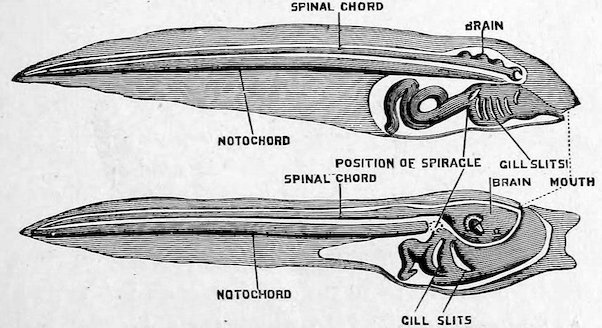 SPINAL CHORD
BRAIN
NOTOCHORD
GILL SLITS
POSITION OF SPIRACLE
SPINAL CHORD
BRAIN
MOUTH
NOTOCHORD
GILL SLITS